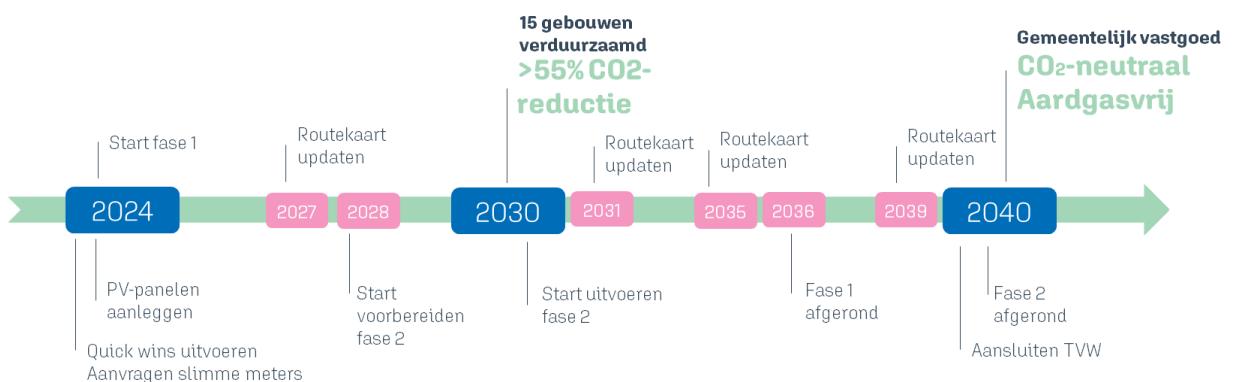 15 gebouwen
verduurzaamd
>55% CO2-
reductie
Gemeentelijk vastgoed
CO₂-neutraal
Aardgasvrij
Start fase 1
Routekaart
updaten
Routekaart
updaten
Routekaart
updaten
Routekaart
updaten
2024
2027
2028
2030
2031
2035
2036
2039
2040
PV-panelen
aanleggen
Quick wins uitvoeren
Aanvragen slimme meters
Start
voorbereiden
fase 2
Start uitvoeren
fase 2
Fase 1
afgerond
Fase 2
afgerond
Aansluiten TVW